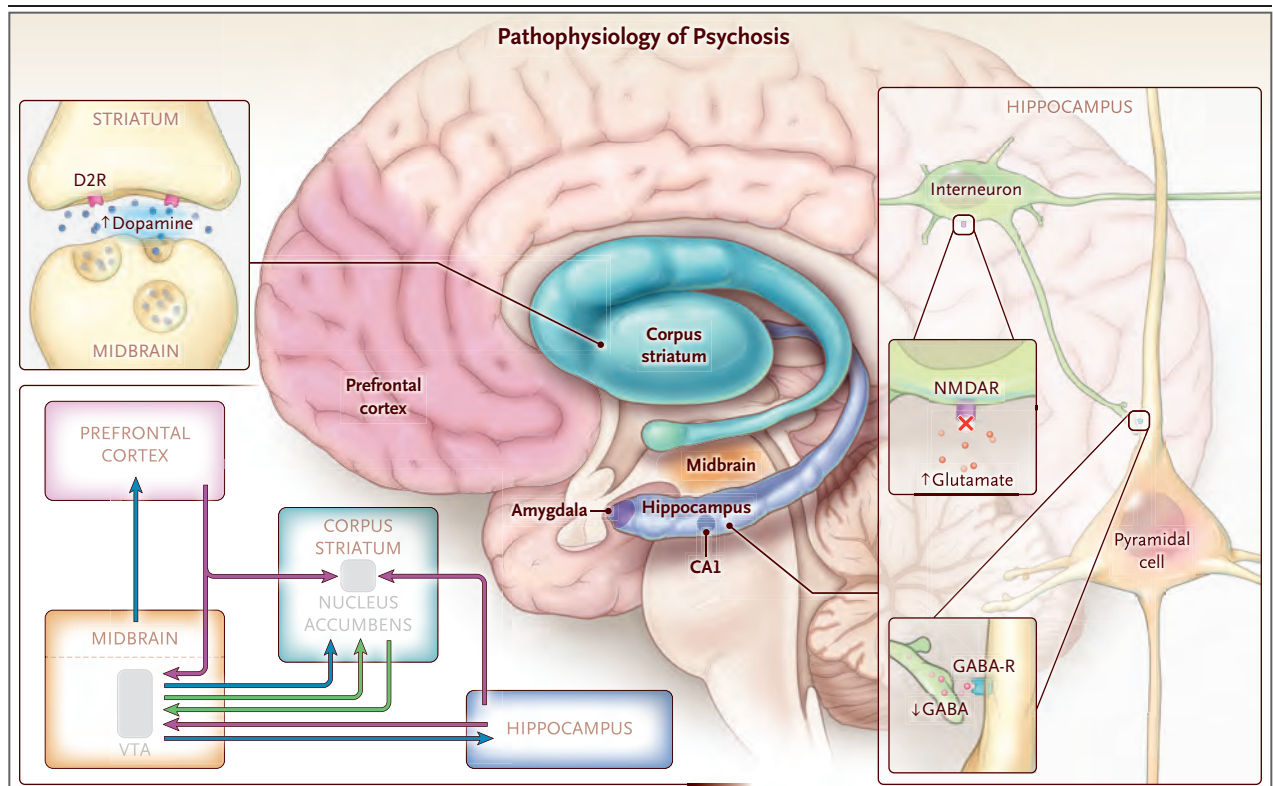 Pathophysiology of Psychosis
STRIATUM
D2R
↑Dopamine
MIDBRAIN
HIPPOCAMPUS
Interneuron
NMDAR
↑Glutamate
Pyramidal
cell
GABA-R
↓GABA
Corpus
striatum
Prefrontal
cortex
Midbrain
Amygdala
Hippocampus
CA1
PREFRONTAL
CORTEX
CORPUS
STRIATUM
NUCLEUS
ACCUMBENS
MIDBRAIN
VTA
HIPPOCAMPUS